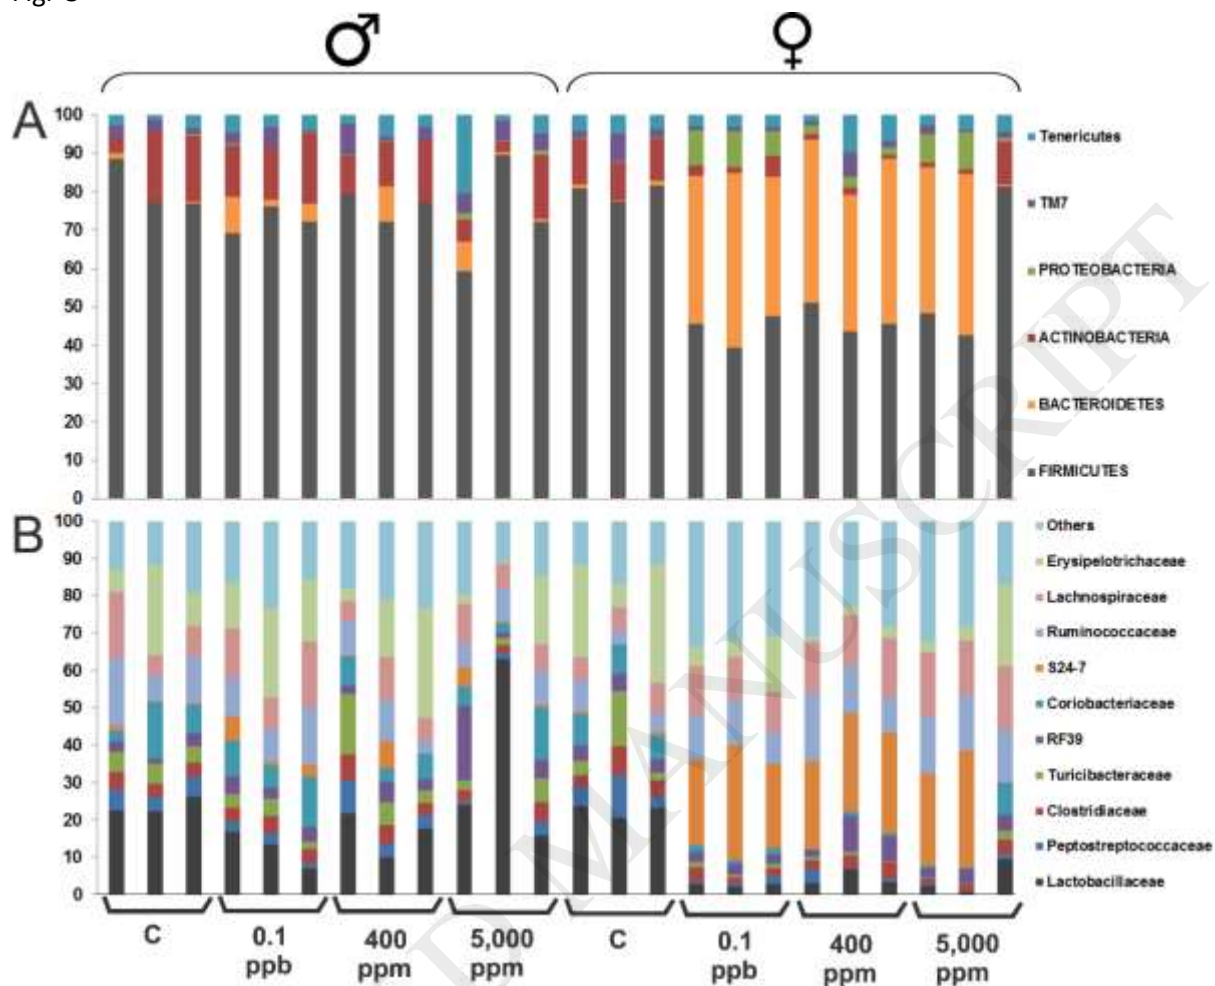 ♂ ♀
A
100
90
80
70
60
50
40
30
20
10
0
Tenericutes
TM7
PROTEOBACTERIA
ACTINOBACTERIA
BACTEROIDETES
FIRMICUTES
B
100
90
80
70
60
50
40
30
20
10
0
Others
Erysipelotrichaceae
Lachnospiraceae
Ruminococcaceae
S24-7
Coriobacteriaceae
RF39
Turicibacteraceae
Clostridiaceae
Peptostreptococcaceae
Lactobacillaceae
C 0.1 400 5,000 C 0.1 400 5,000
ppb ppm ppm ppb ppm ppm
D MANUSCRIPT